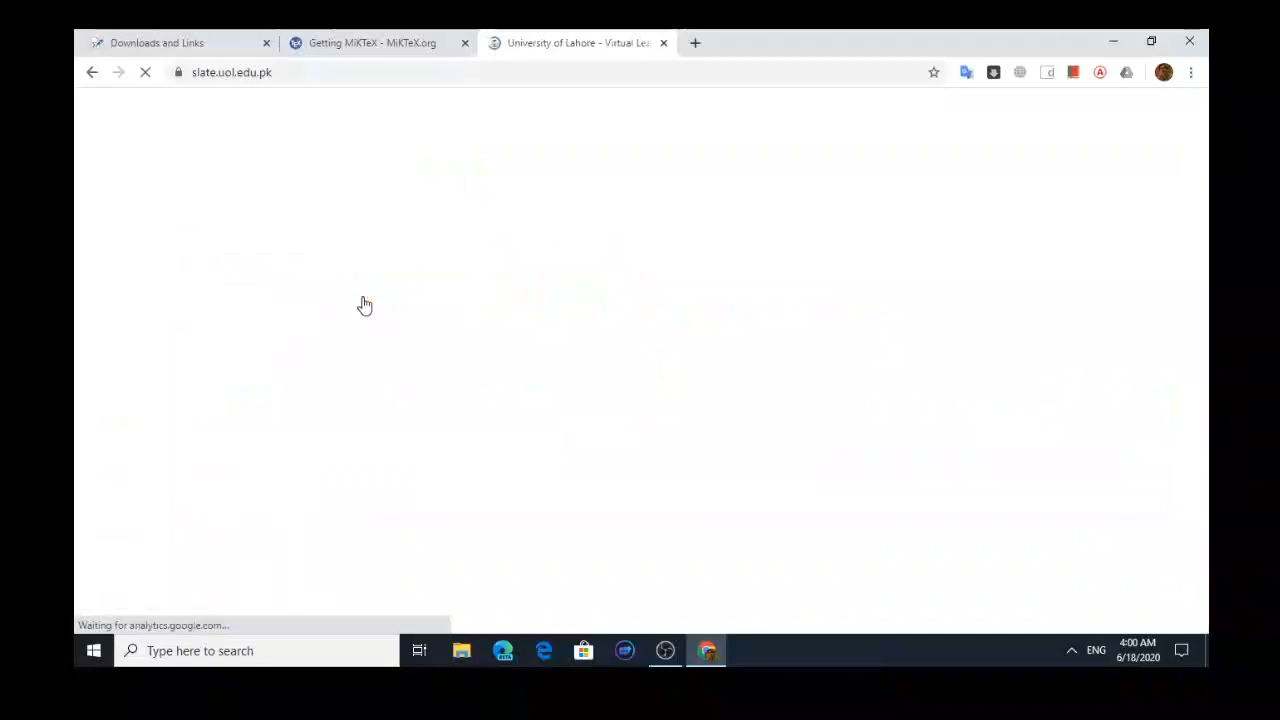 Downloads and Links
Getting MiKTeX - MiKTeX.org
University of Lahore - Virtual Lea
slate.uol.edu.pk
Waiting for analytics.google.com...
Type here to search
ENG
4:00 AM
6/18/2020